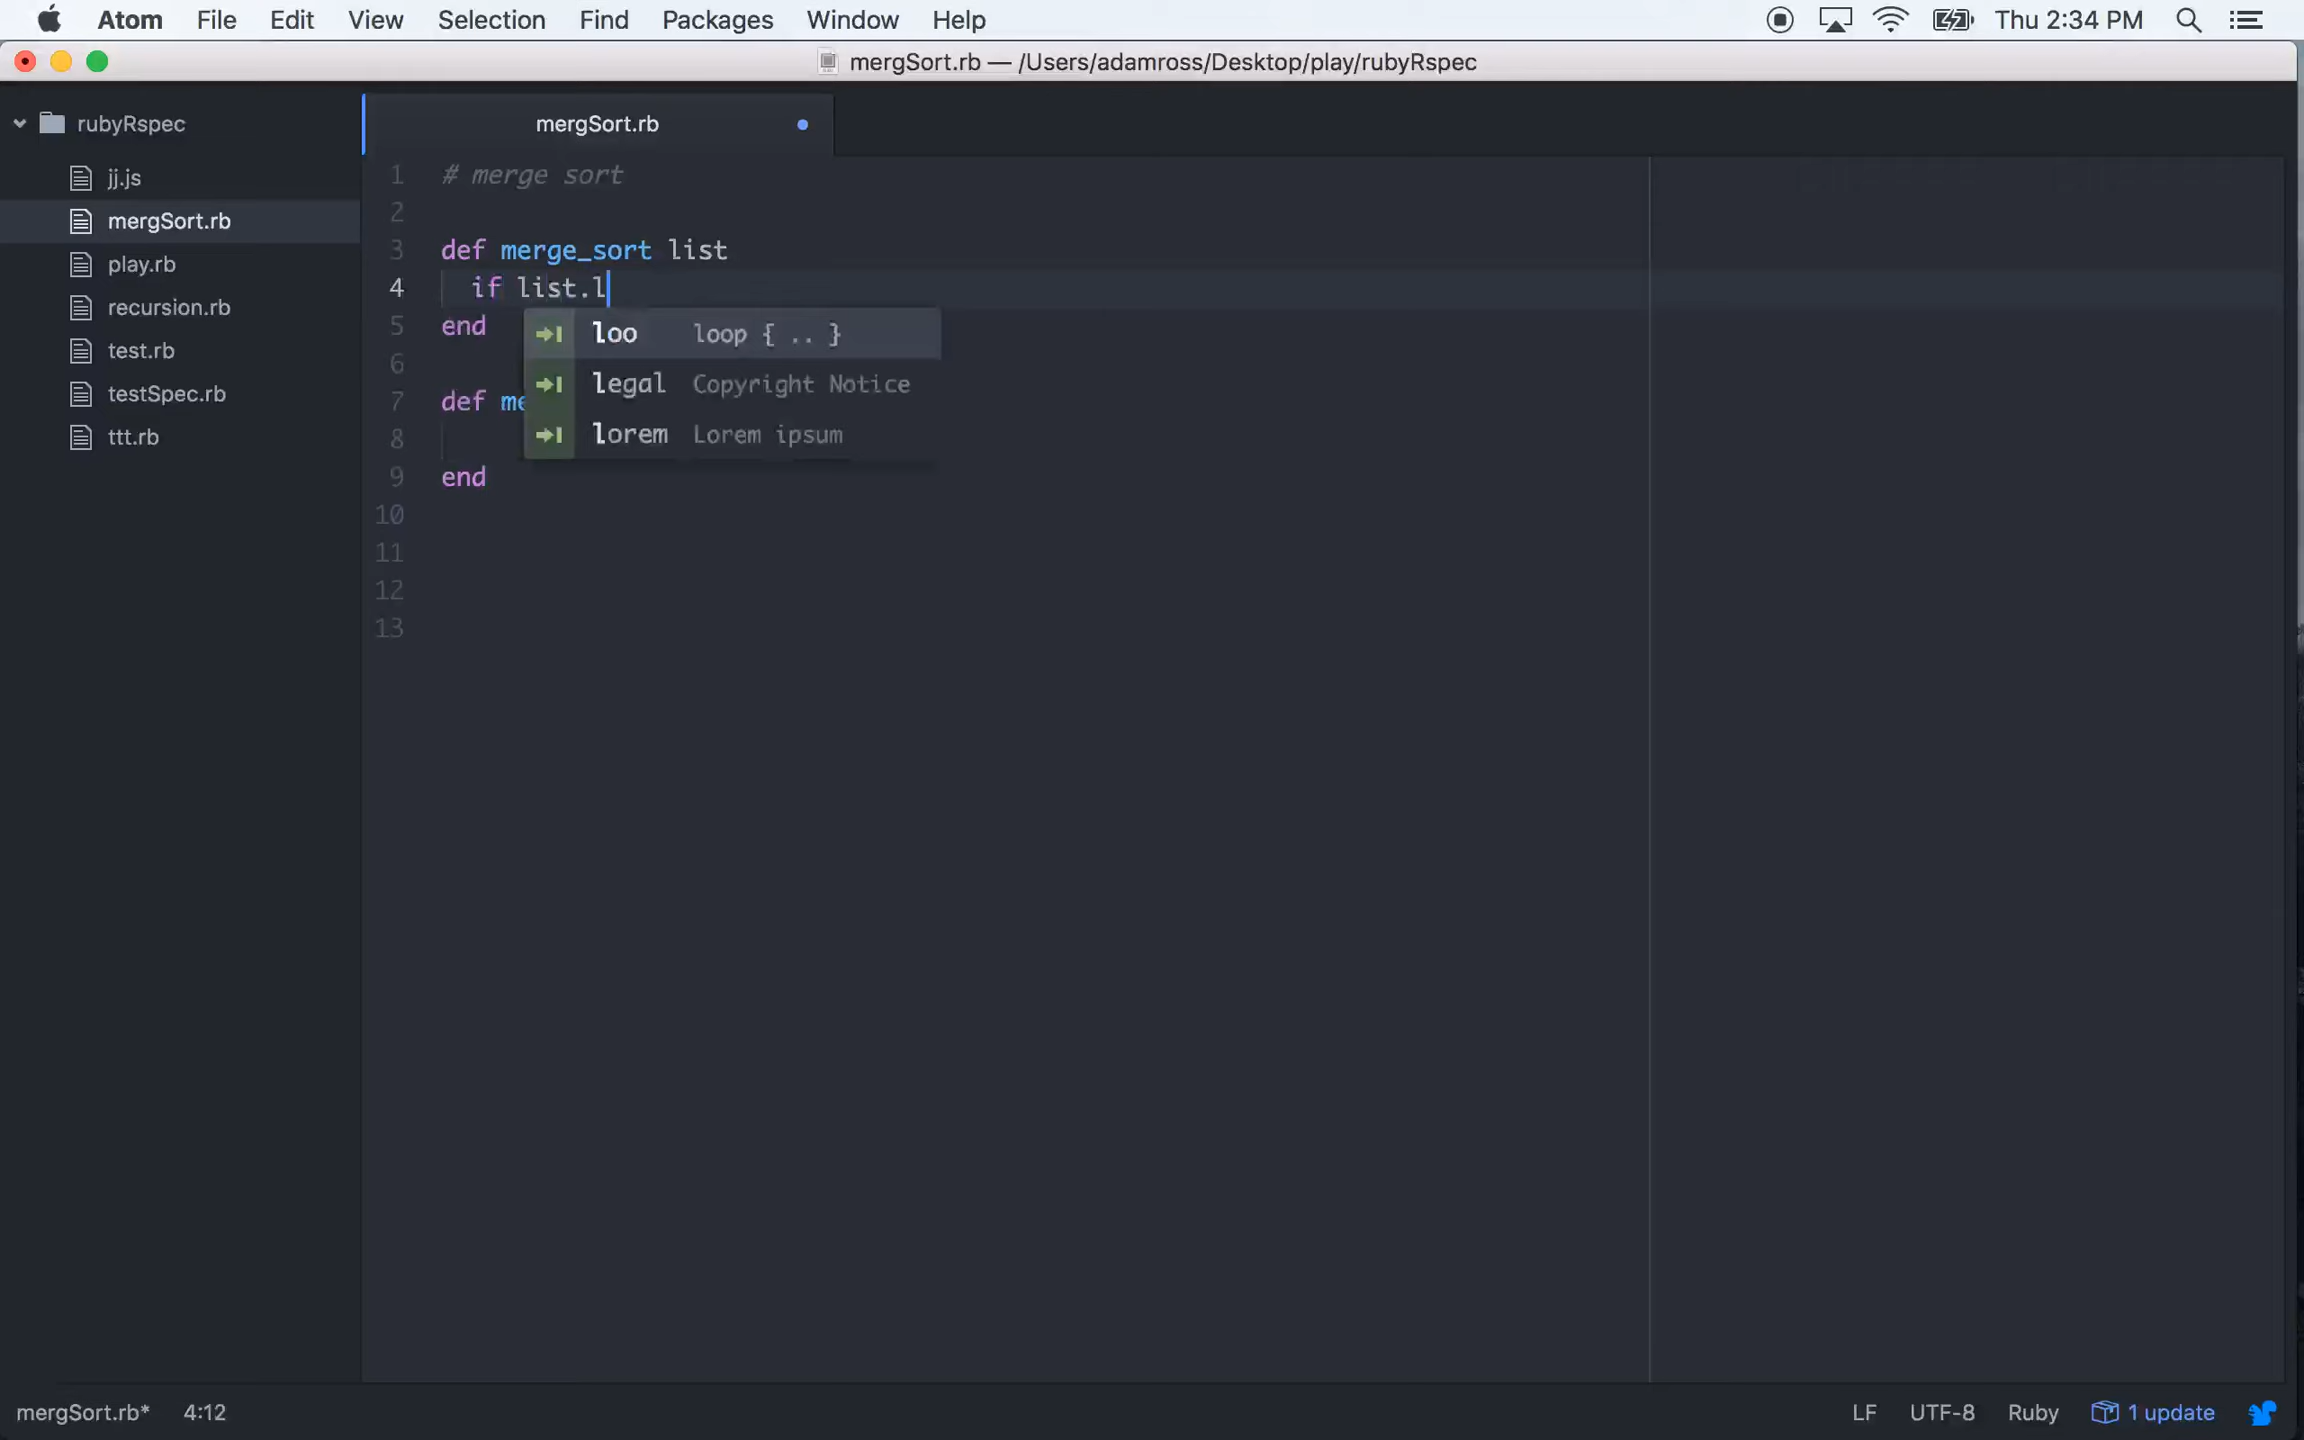 Atom File Edit View Selection Find Packages Window Help Thu 2:34 PM
mergSort.rb — /Users/adamross/Desktop/play/rubyRspec
rubyRspec
jj.js
mergSort.rb
play.rb
recursion.rb
test.rb
testSpec.rb
ttt.rb
mergSort.rb
1 # merge sort
2
3 def merge_sort list
4 if list.l
5 end
6
7 def me
8
9 end
10
11
12
13
loo loop { .. }
legal Copyright Notice
lorem Lorem ipsum
mergSort.rb* 4:12 LF UTF-8 Ruby 1 update